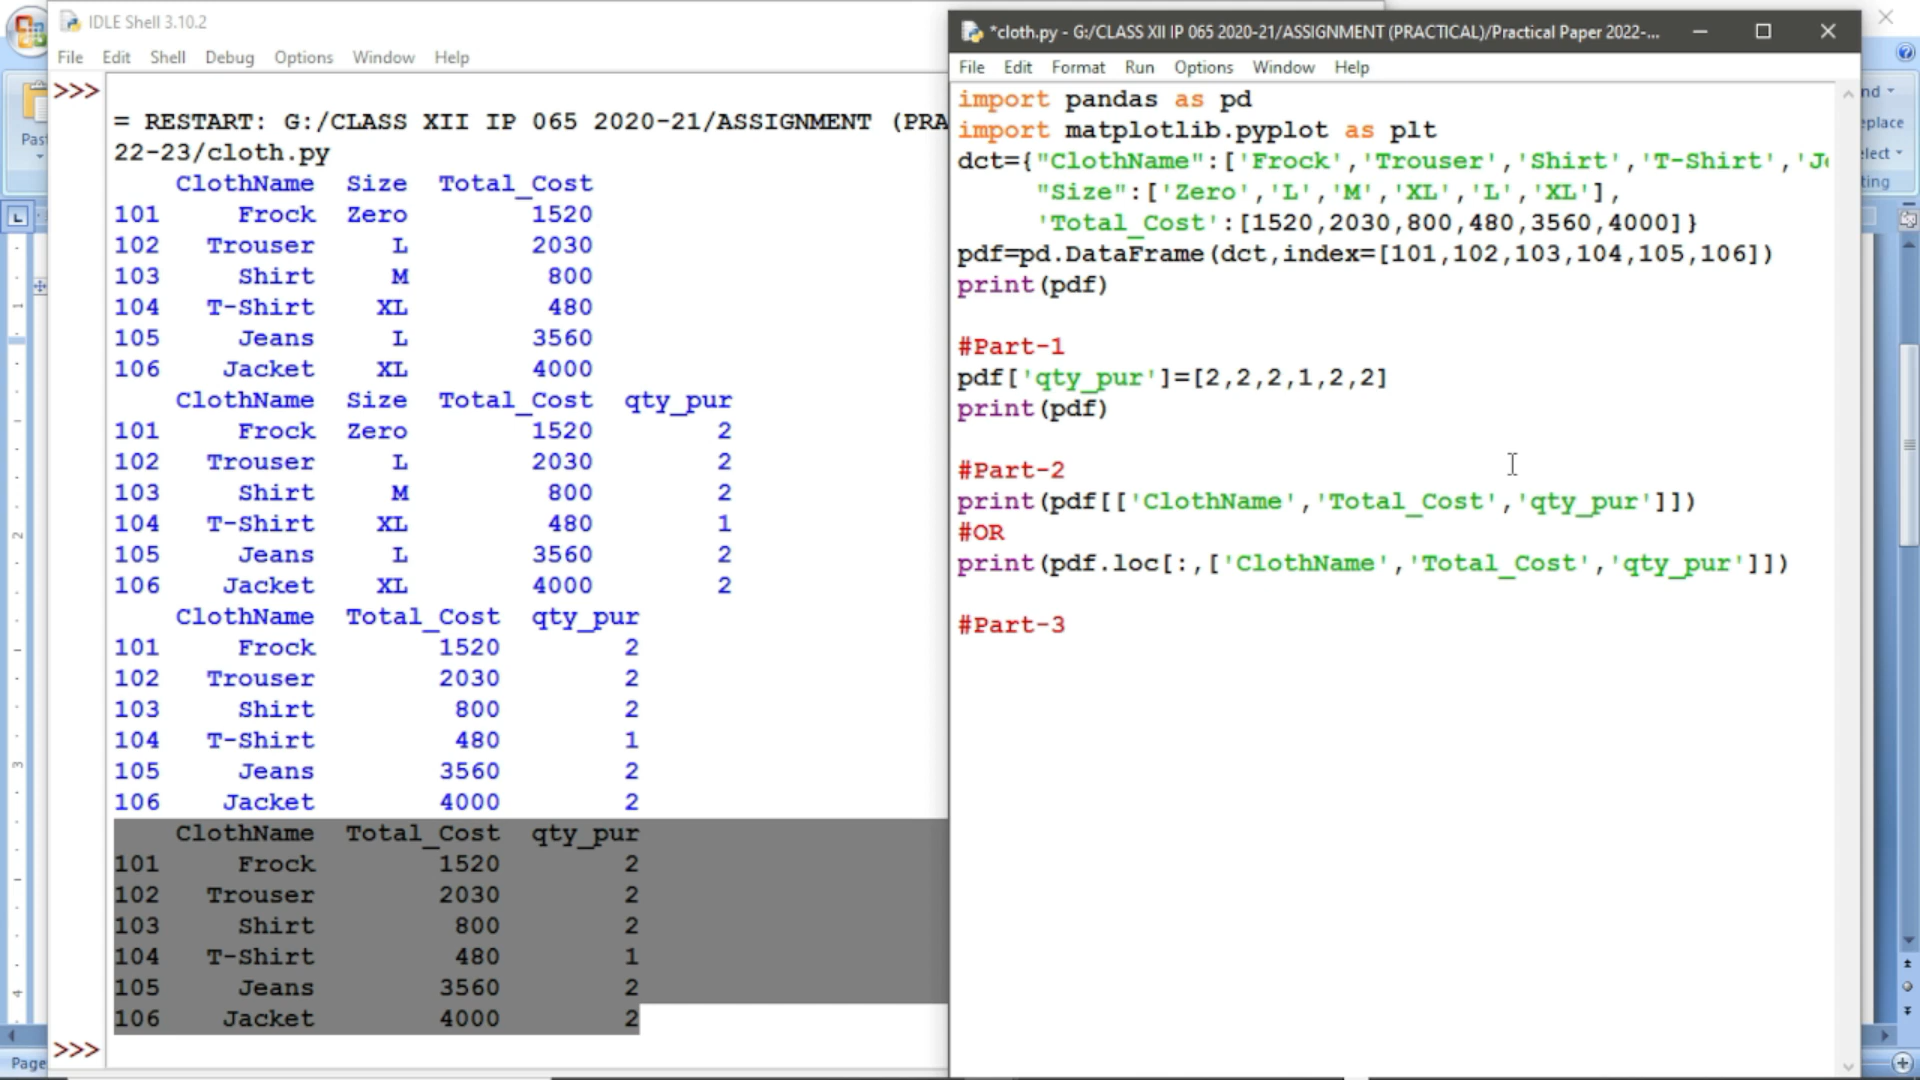 IDLE Shell 3.10.2
File Edit Shell Debug Options Window Help
>>>
= RESTART: G:/CLASS XII IP 065 2020-21/ASSIGNMENT (PRA
22-23/cloth.py
ClothName Size Total_Cost
101 Frock Zero 1520
102 Trouser L 2030
103 Shirt M 800
104 T-Shirt XL 480
105 Jeans L 3560
106 Jacket XL 4000
ClothName Size Total_Cost qty_pur
101 Frock Zero 1520 2
102 Trouser L 2030 2
103 Shirt M 800 2
104 T-Shirt XL 480 1
105 Jeans L 3560 2
106 Jacket XL 4000 2
ClothName Total_Cost qty_pur
101 Frock 1520 2
102 Trouser 2030 2
103 Shirt 800 2
104 T-Shirt 480 1
105 Jeans 3560 2
106 Jacket 4000 2
ClothName Total_Cost qty_pur
101 Frock 1520 2
102 Trouser 2030 2
103 Shirt 800 2
104 T-Shirt 480 1
105 Jeans 3560 2
106 Jacket 4000 2
>>>
*cloth.py - G:/CLASS XII IP 065 2020-21/ASSIGNMENT (PRACTICAL)/Practical Paper 2022-...
File Edit Format Run Options Window Help
import pandas as pd
import matplotlib.pyplot as plt
dct={"ClothName":['Frock','Trouser','Shirt','T-Shirt','Je
"Size":['Zero','L','M','XL','L','XL'],
'Total_Cost':[1520,2030,800,480,3560,4000]}
pdf=pd.DataFrame(dct,index=[101,102,103,104,105,106])
print(pdf)
#Part-1
pdf['qty_pur']=[2,2,2,1,2,2]
print(pdf)
#Part-2
print(pdf[['ClothName','Total_Cost','qty_pur']])
#OR
print(pdf.loc[:,['ClothName','Total_Cost','qty_pur']])
#Part-3
Past
Page
nd
eplace
elect
ting
L
1
2
3
4